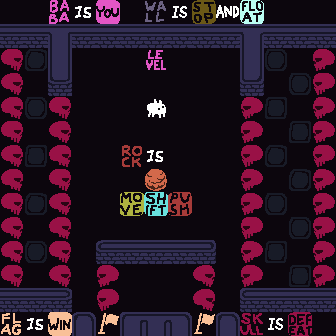 BABA IS YOU WALL IS STOP AND FLOAT
LEVEL
ROCK IS
MOVE SHIFT PUSH
FLAG IS WIN SKULL IS DEFEAT